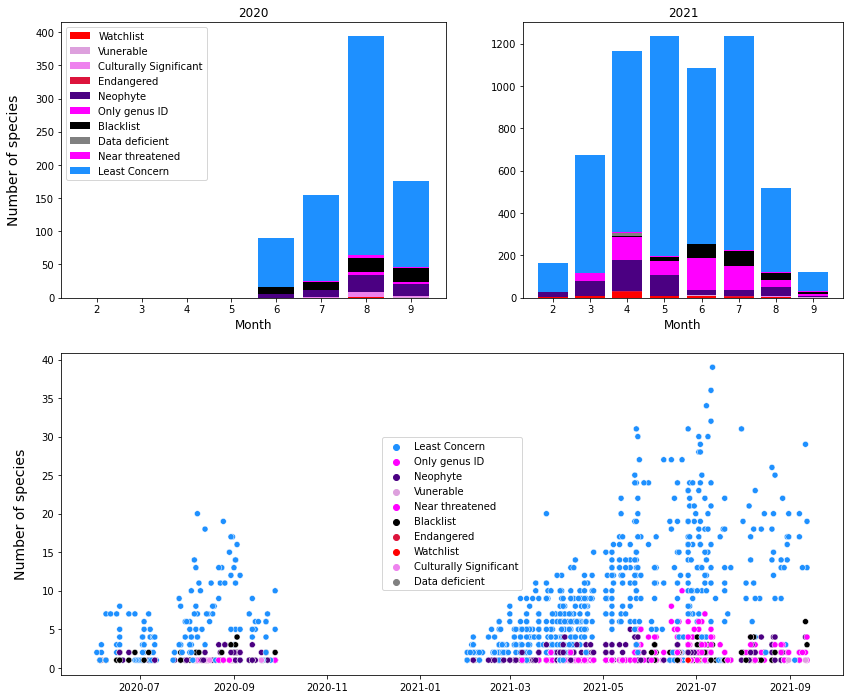 2020
Number of species
400
350
300
250
200
150
100
50
0
Watchlist
Vunerable
Culturally Significant
Endangered
Neophyte
Only genus ID
Blacklist
Data deficient
Near threatened
Least Concern
2 3 4 5 6 7 8 9
Month
2021
1200
1000
800
600
400
200
0
2 3 4 5 6 7 8 9
Month
Number of species
40
35
30
25
20
15
10
5
0
Least Concern
Only genus ID
Neophyte
Vunerable
Near threatened
Blacklist
Endangered
Watchlist
Culturally Significant
Data deficient
2020-07 2020-09 2020-11 2021-01 2021-03 2021-05 2021-07 2021-09